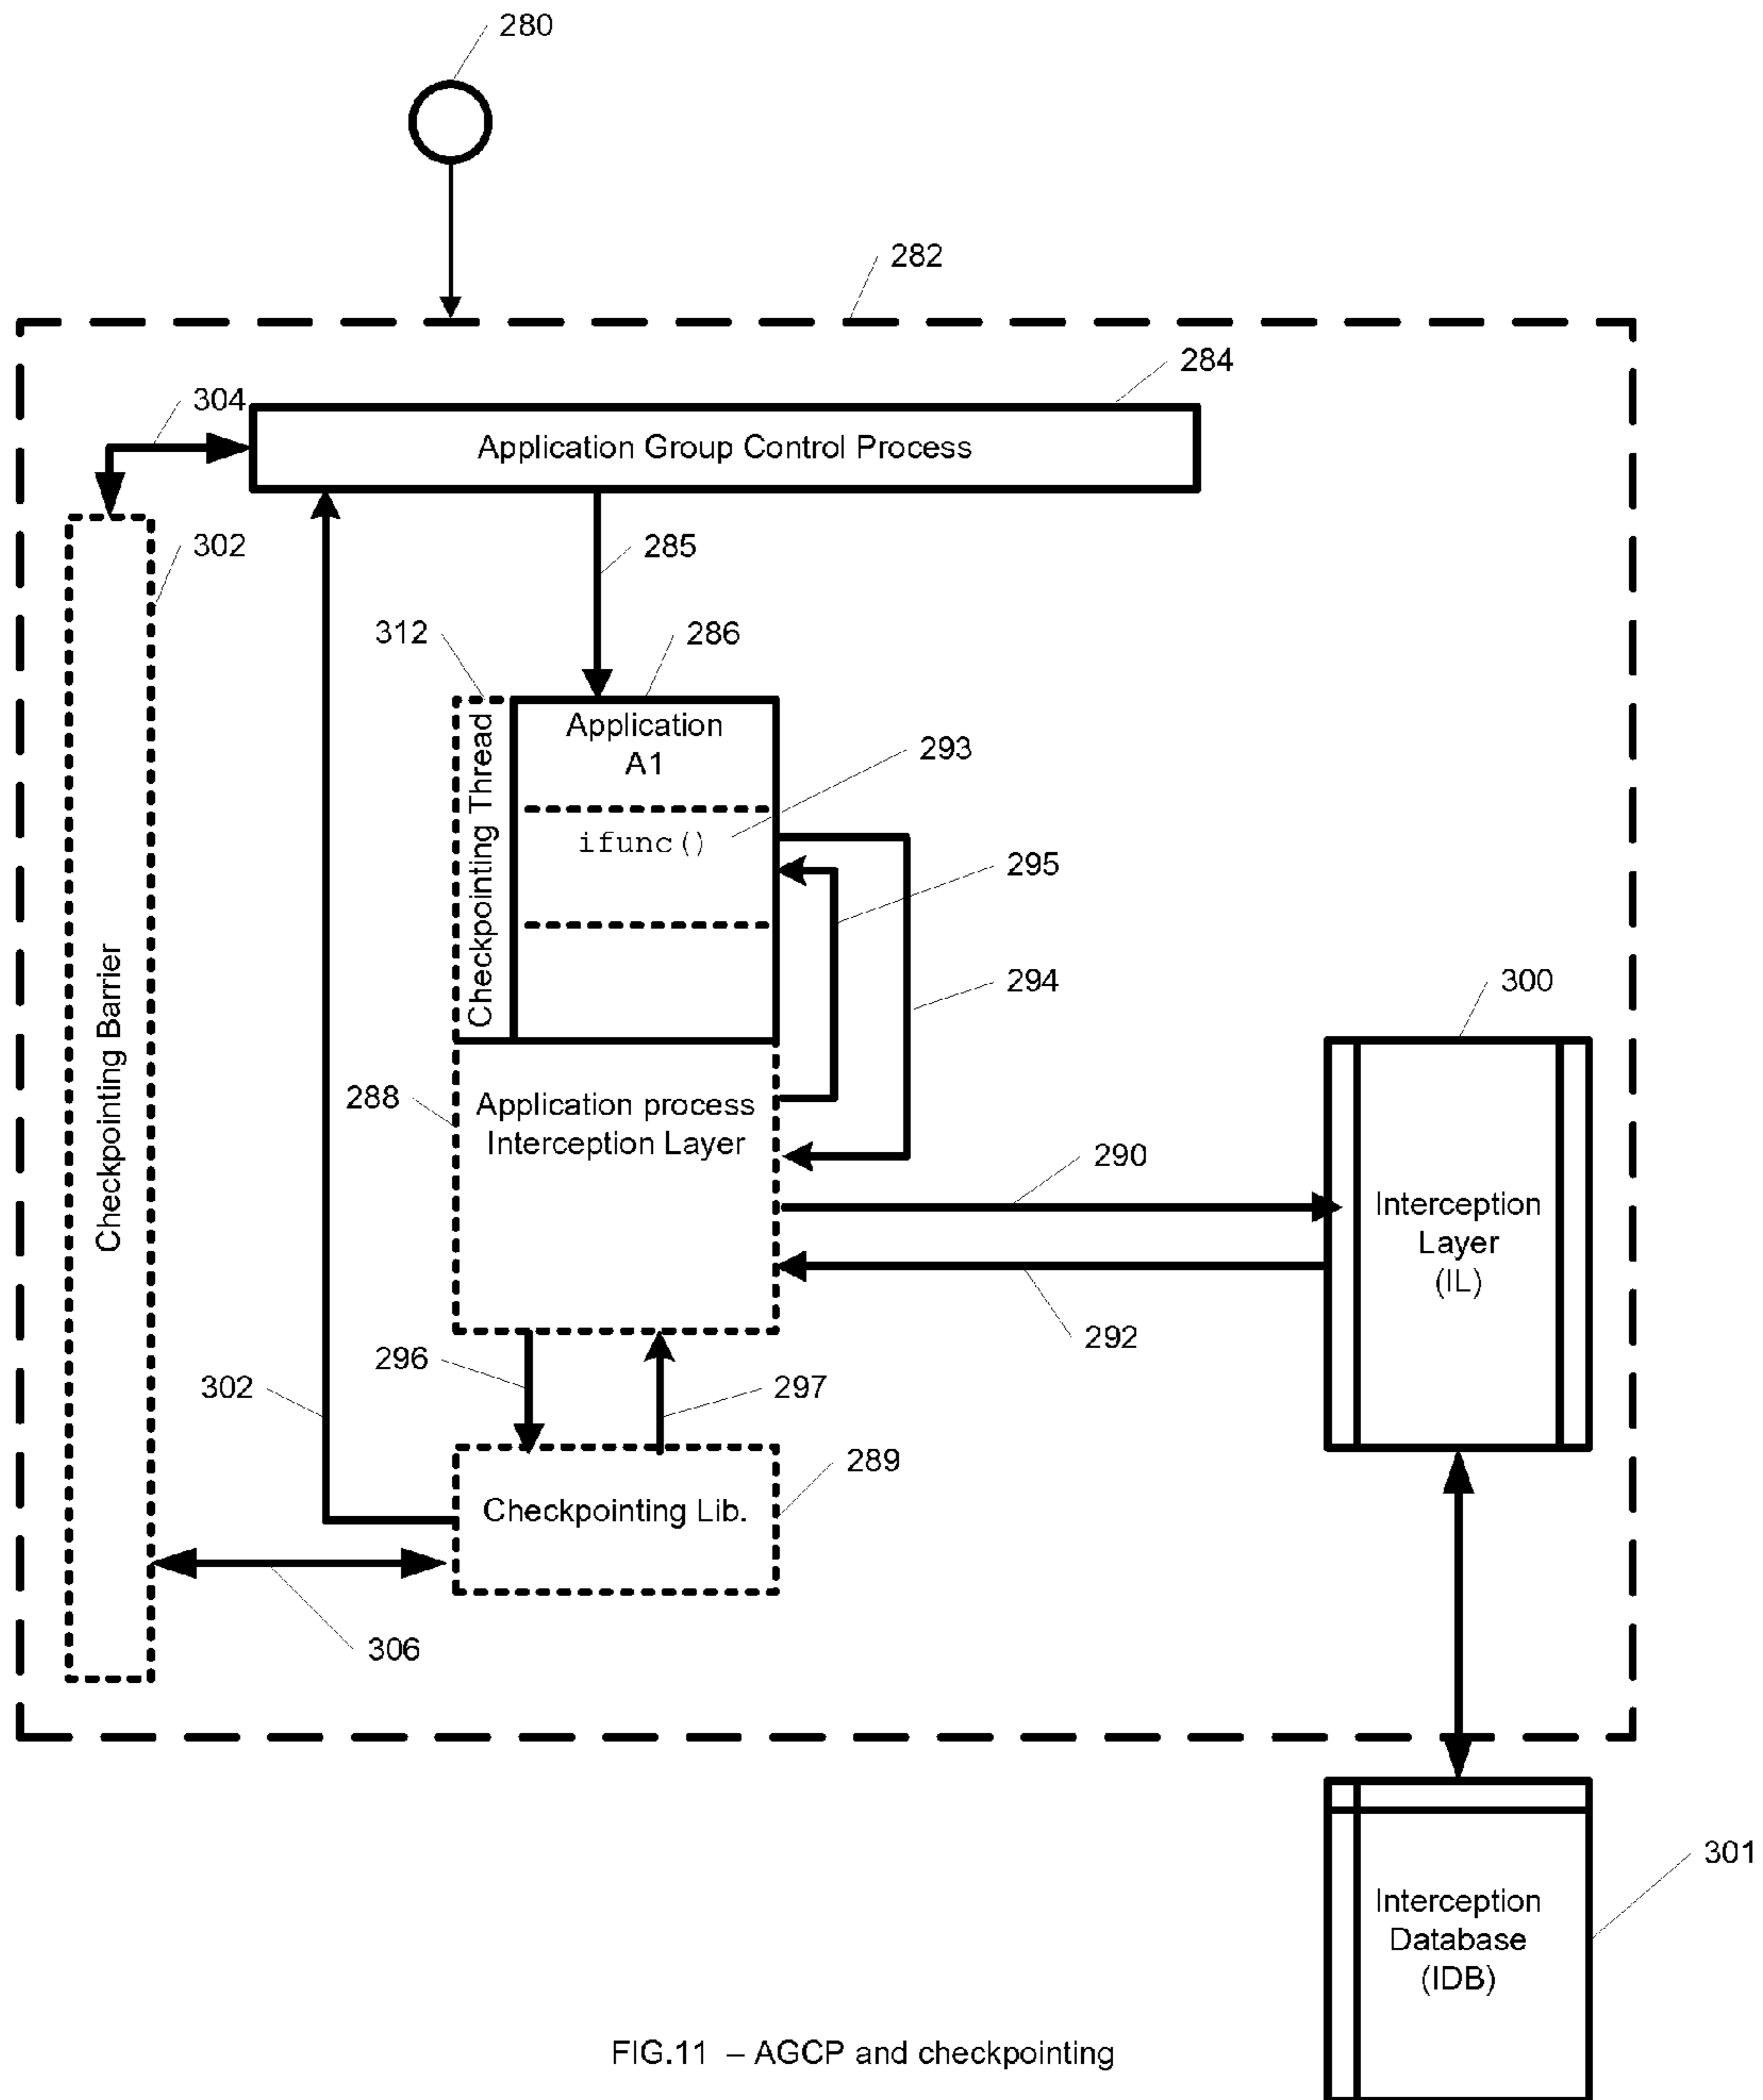 280
282
284
304
Application Group Control Process
302
285
312
286
Checkpointing Thread
Application
A1
293
ifunc()
295
Checkpointing Barrier
294
300
288
Application process
Interception Layer
290
Interception
Layer
(IL)
292
296
302
297
289
Checkpointing Lib.
306
301
Interception
Database
(IDB)
FIG.11 – AGCP and checkpointing